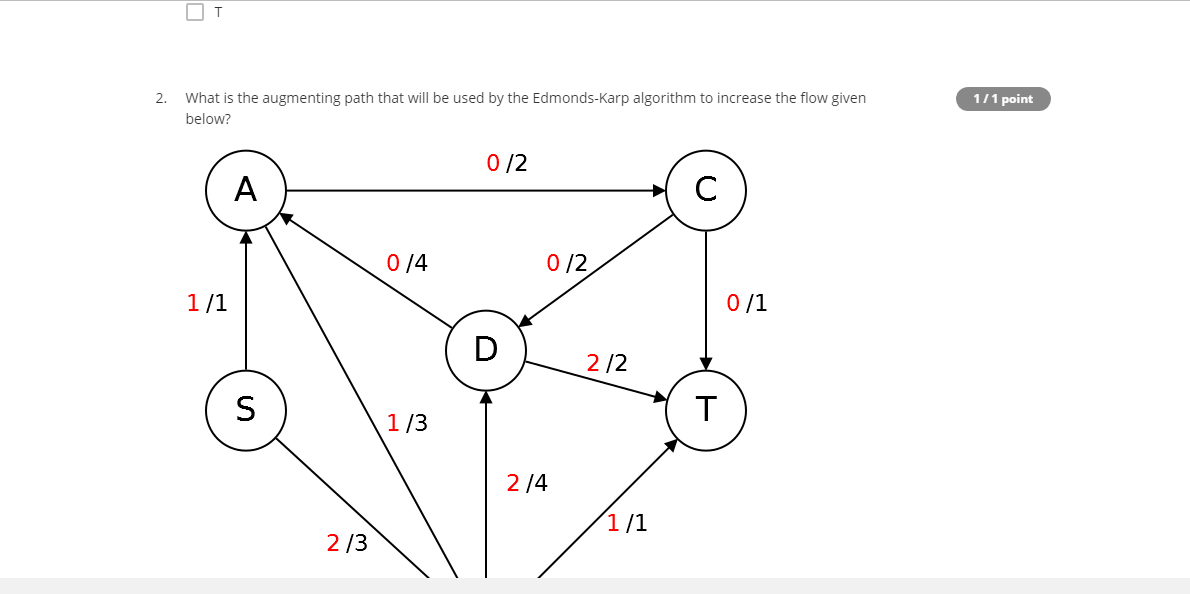 T
2. What is the augmenting path that will be used by the Edmonds-Karp algorithm to increase the flow given
below?
1 / 1 point
0 /2
A
C
0 /4
0 /2
1 /1
0 /1
D
2 /2
S
T
1 /3
2 /4
1 /1
2 /3